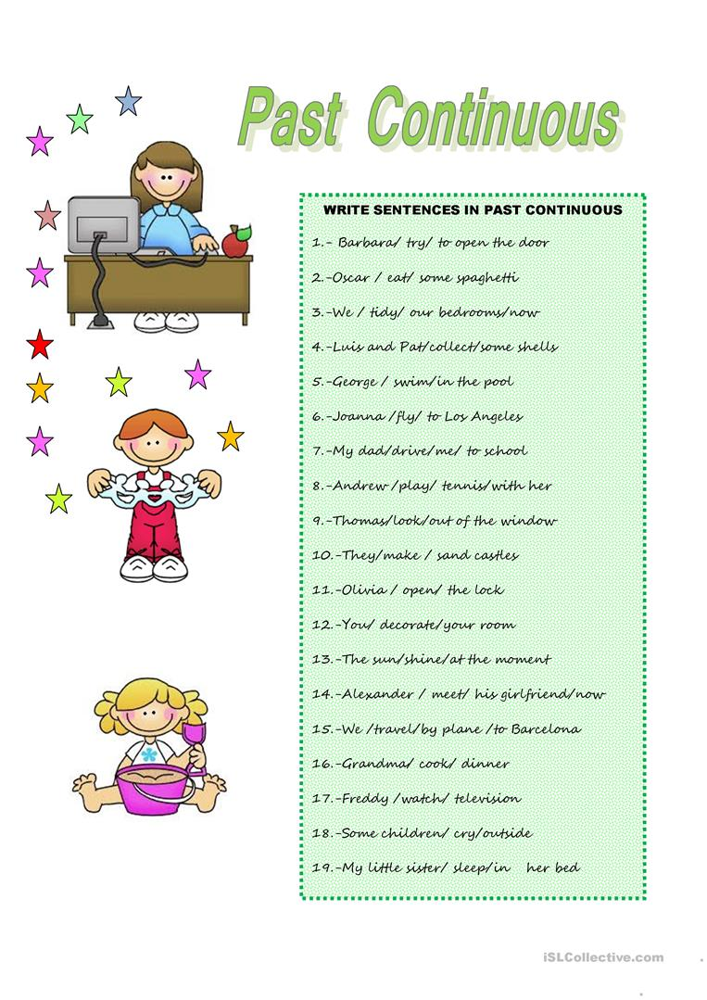 Past Continuous
WRITE SENTENCES IN PAST CONTINUOUS
1.- Barbara/ try/ to open the door
2.-Oscar / eat/ some spaghetti
3.-We / tidy/ our bedrooms/now
4.-Luis and Pat/collect/some shells
5.-George / swim/in the pool
6.-Joanna /fly/ to Los Angeles
7.-My dad/drive/me/ to school
8.-Andrew /play/ tennis/with her
9.-Thomas/look/out of the window
10.-They/make / sand castles
11.-Olivia / open/ the lock
12.-You/ decorate/your room
13.-The sun/shine/at the moment
14.-Alexander / meet/ his girlfriend/now
15.-We /travel/by plane /to Barcelona
16.-Grandma/ cook/ dinner
17.-Freddy /watch/ television
18.-Some children/ cry/outside
19.-My little sister/ sleep/in   her bed
iSLCollective.com